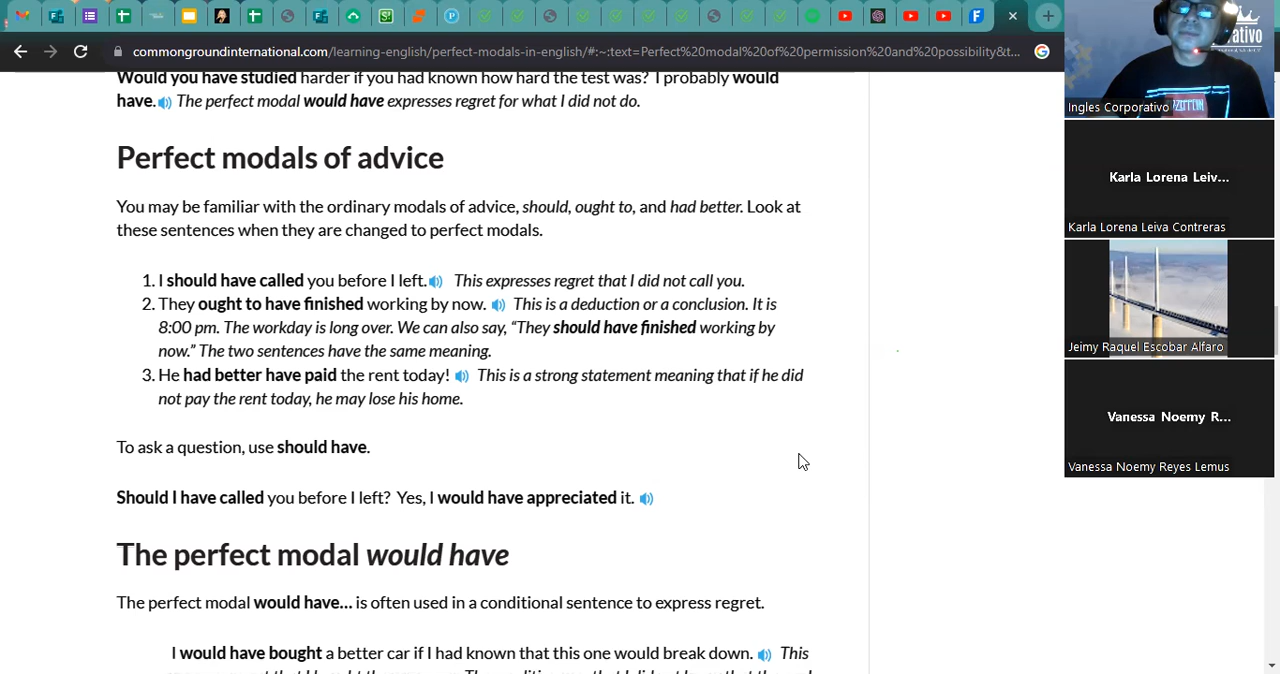 commongroundinternational.com/learning-english/perfect-modals-in-english/#:~:text=Perfect%20modal%20of%20permission%20and%20possibility&t...
Would you have studied harder if you had known how hard the test was? I probably would
have. The perfect modal would have expresses regret for what I did not do.
Perfect modals of advice
You may be familiar with the ordinary modals of advice, should, ought to, and had better. Look at
these sentences when they are changed to perfect modals.
1. I should have called you before I left. This expresses regret that I did not call you.
2. They ought to have finished working by now. This is a deduction or a conclusion. It is
8:00 pm. The workday is long over. We can also say, “They should have finished working by
now.” The two sentences have the same meaning.
3. He had better have paid the rent today! This is a strong statement meaning that if he did
not pay the rent today, he may lose his home.
To ask a question, use should have.
Should I have called you before I left? Yes, I would have appreciated it.
The perfect modal would have
The perfect modal would have... is often used in a conditional sentence to express regret.
I would have bought a better car if I had known that this one would break down. This
Ingles Corporativo
Karla Lorena Leiv...
Karla Lorena Leiva Contreras
Jeimy Raquel Escobar Alfaro
Vanessa Noemy R...
Vanessa Noemy Reyes Lemus